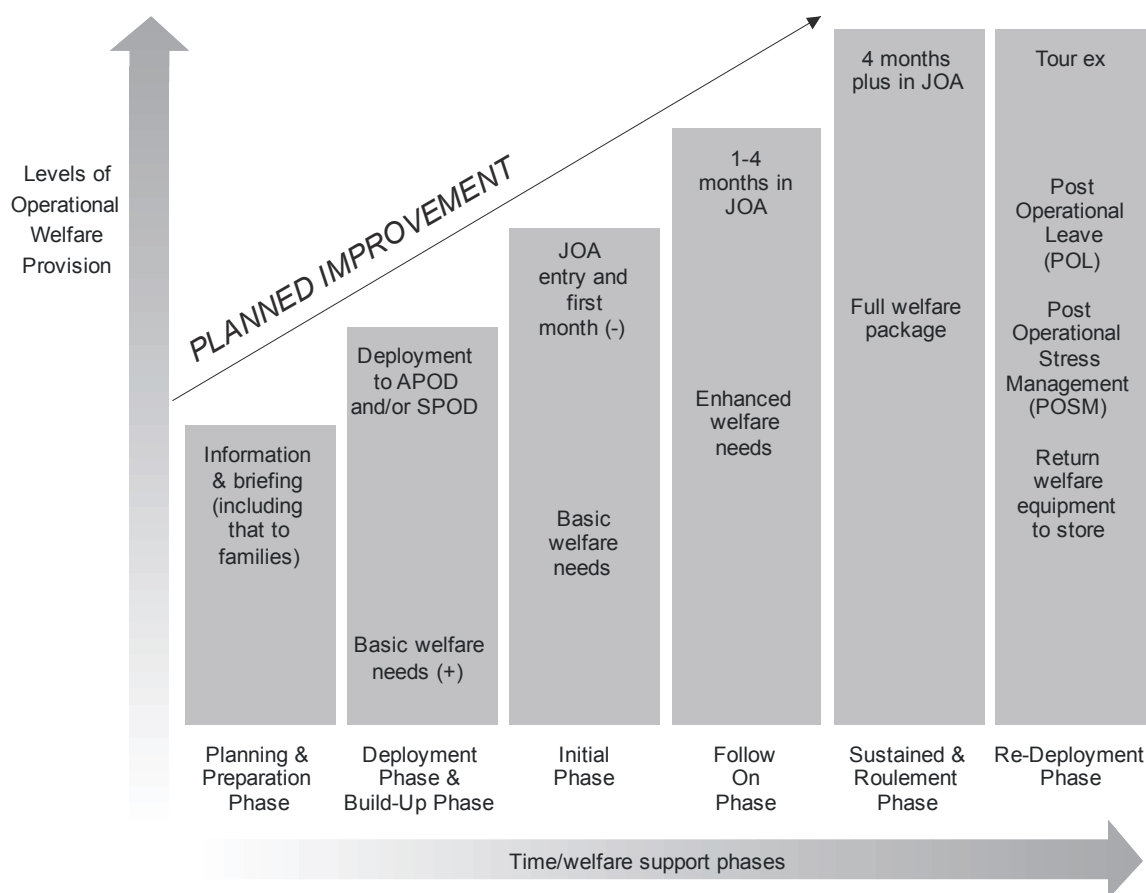 Levels of
Operational
Welfare
Provision
PLANNED IMPROVEMENT
Information
& briefing
(including
that to
families)
Deployment
to APOD
and/or SPOD
Basic welfare
needs (+)
JOA
entry and
first
month (-)
Basic
welfare
needs
1-4
months in
JOA
Enhanced
welfare
needs
4 months
plus in JOA
Full welfare
package
Tour ex
Post
Operational
Leave
(POL)
Post
Operational
Stress
Management
(POSM)
Return
welfare
equipment
to store
Planning &
Preparation
Phase
Deployment
Phase &
Build-Up Phase
Initial
Phase
Follow
On
Phase
Sustained &
Roulement
Phase
Re-Deployment
Phase
Time/welfare support phases